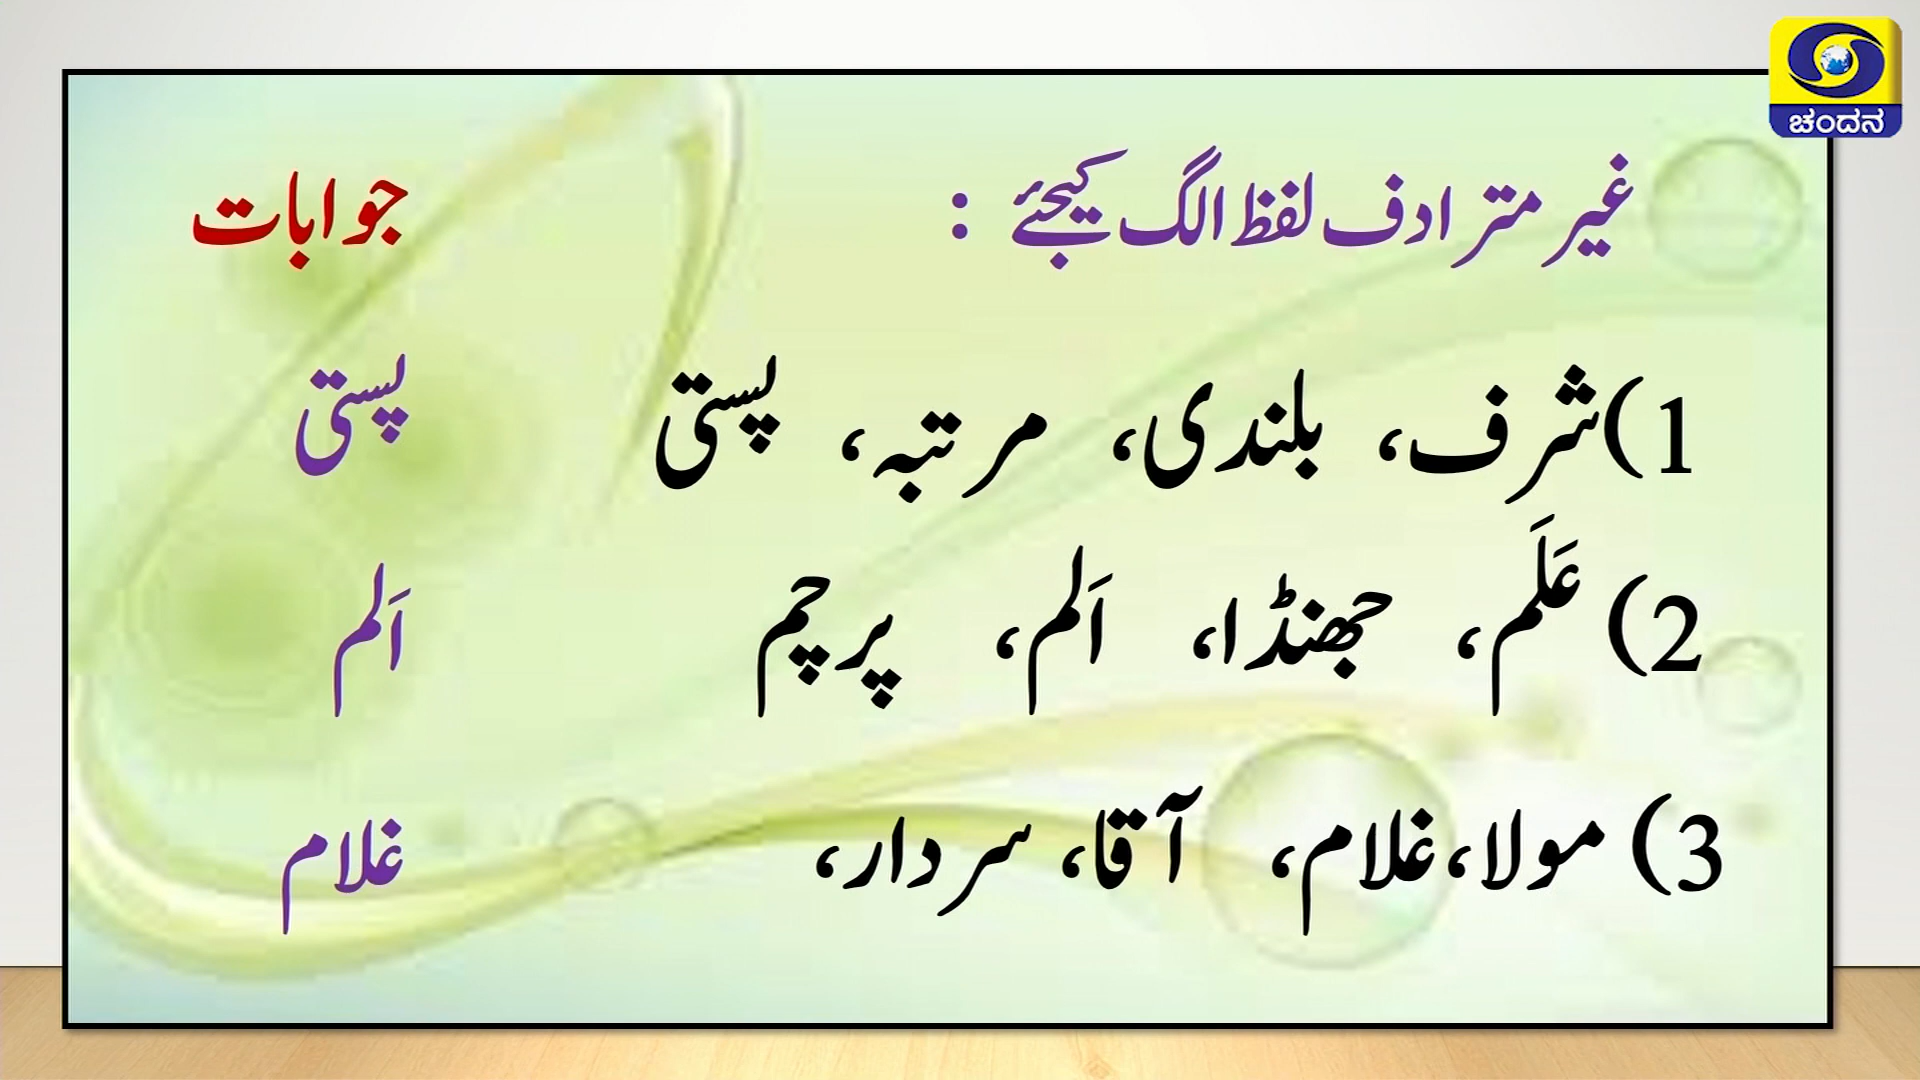 ಚಂದನ
غیر مترادف لفظ الگ کیجئے : جوابات
1) شرف، بلندی، مرتبہ، پستی پستی
2) عَلَم، جھنڈا، اَلم، پرچم اَلم
3) مولا،غلام، آقا، سردار، غلام